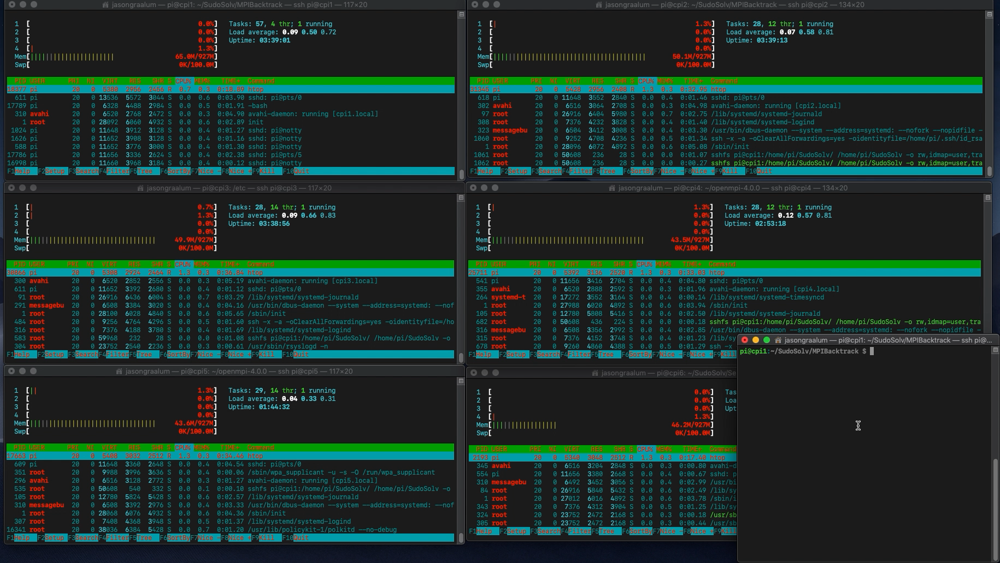 jasongraalum — pi@cpi1: ~/SudoSolv/MPIBacktrack — ssh pi@cpi1 — 117×20
1 [ 0.0%] Tasks: 57, 4 thr; 1 running
2 [ 0.0%] Load average: 0.09 0.50 0.72
3 [ 0.0%] Uptime: 03:39:01
4 [| 1.3%]
Mem[|||||||||||||||||||||| 65.0M/927M]
Swp[ 0K/100.0M]
PID USER PRI NI VIRT RES SHR S CPU% MEM% TIME+ Command
18377 pi 20 0 5380 2956 2456 R 0.7 0.3 0:18.89 htop
611 pi 20 0 13536 5572 3044 S 0.0 0.6 0:03.90 sshd: pi@pts/0
17789 pi 20 0 6328 4488 2984 S 0.0 0.5 0:01.91 -bash
310 avahi 20 0 6520 2768 2472 S 0.0 0.3 0:04.90 avahi-daemon: running [cpi1.local]
1 root 20 0 28092 6060 4932 S 0.0 0.6 0:02.89 init
1024 pi 20 0 11648 3912 3128 S 0.0 0.4 0:01.27 sshd: pi@notty
1626 pi 20 0 11652 3908 3128 S 0.0 0.4 0:01.16 sshd: pi@notty
588 pi 20 0 11652 3776 3000 S 0.0 0.4 0:01.30 sshd: pi@notty
17786 pi 20 0 11656 3336 2624 S 0.0 0.4 0:02.38 sshd: pi@pts/5
16998 pi 20 0 11660 3968 3184 S 0.0 0.4 0:00.12 sshd: pi@notty
F1Help F2Setup F3SearchF4FilterF5Tree F6SortByF7Nice -F8Nice +F9Kill F10Quit
jasongraalum — pi@cpi2: ~/SudoSolv/MPIBacktrack — ssh pi@cpi2 — 134×20
1 [| 1.3%] Tasks: 28, 12 thr; 1 running
2 [ 0.0%] Load average: 0.07 0.58 0.81
3 [ 0.0%] Uptime: 03:39:13
4 [ 0.0%]
Mem[|||||||||||||||||||||||||||||||||||||||| 50.1M/927M]
Swp[ 0K/100.0M]
PID USER PRI NI VIRT RES SHR S CPU% MEM% TIME+ Command
31345 pi 20 0 5428 2956 2408 R 1.3 0.3 0:32.95 htop
618 pi 20 0 11648 3552 2840 S 0.0 0.4 0:01.46 sshd: pi@pts/0
302 avahi 20 0 6516 3064 2708 S 0.0 0.3 0:04.98 avahi-daemon: running [cpi2.local]
97 root 20 0 26916 6404 5980 S 0.0 0.7 0:02.75 /lib/systemd/systemd-journald
308 root 20 0 7376 4232 3828 S 0.0 0.4 0:01.40 /lib/systemd/systemd-logind
323 messagebu 20 0 6504 3412 3008 S 0.0 0.4 0:03.30 /usr/bin/dbus-daemon --system --address=systemd: --nofork --nopidfile -
1060 root 20 0 9252 4708 4236 S 0.0 0.5 0:01.34 ssh -x -a -oClearAllForwardings=yes -oidentityfile=/home/pi/.ssh/id_rsa
1 root 20 0 28096 6072 4892 S 0.0 0.6 0:05.08 /sbin/init
1061 root 20 0 50608 236 28 S 0.0 0.0 0:01.07 sshfs pi@cpi1:/home/pi/SudoSolv/ /home/pi/SudoSolv -o rw,idmap=user,tra
1062 root 20 0 50608 236 28 S 0.0 0.0 0:00.27 sshfs pi@cpi1:/home/pi/SudoSolv/ /home/pi/SudoSolv -o rw,idmap=user,tra
F1Help F2Setup F3SearchF4FilterF5Tree F6SortByF7Nice -F8Nice +F9Kill F10Quit
jasongraalum — pi@cpi3: /etc — ssh pi@cpi3 — 117×20
1 [| 0.7%] Tasks: 28, 14 thr; 1 running
2 [| 1.3%] Load average: 0.09 0.66 0.83
3 [ 0.0%] Uptime: 03:38:56
4 [ 0.0%]
Mem[||||||||||||||||||||||||||||||||| 49.9M/927M]
Swp[ 0K/100.0M]
PID USER PRI NI VIRT RES SHR S CPU% MEM% TIME+ Command
30866 pi 20 0 5308 2924 2464 R 1.3 0.3 0:36.84 htop
300 avahi 20 0 6520 2852 2556 S 0.0 0.3 0:05.19 avahi-daemon: running [cpi3.local]
611 pi 20 0 11652 3392 2680 S 0.0 0.4 0:01.12 sshd: pi@pts/0
91 root 20 0 26916 6436 6004 S 0.0 0.7 0:03.29 /lib/systemd/systemd-journald
291 messagebu 20 0 6508 3384 3020 S 0.0 0.4 0:04.16 /usr/bin/dbus-daemon --system --address=systemd: --nof
1 root 20 0 28100 6028 4840 S 0.0 0.6 0:05.65 /sbin/init
484 root 20 0 9256 4764 4296 S 0.0 0.5 0:01.60 ssh -x -a -oClearAllForwardings=yes -oidentityfile=/ho
316 root 20 0 7376 4188 3780 S 0.0 0.4 0:01.69 /lib/systemd/systemd-logind
583 root 20 0 59968 232 28 S 0.0 0.0 0:01.08 sshfs pi@cpi1:/home/pi/SudoSolv/ /home/pi/SudoSolv -o
304 root 20 0 23752 2540 2236 S 0.0 0.3 0:00.61 /usr/sbin/rsyslogd -n
F1Help F2Setup F3SearchF4FilterF5Tree F6SortByF7Nice -F8Nice +F9Kill F10Quit
jasongraalum — pi@cpi4: ~/openmpi-4.0.0 — ssh pi@cpi4 — 134×20
1 [| 1.3%] Tasks: 28, 12 thr; 1 running
2 [ 0.0%] Load average: 0.12 0.57 0.81
3 [ 0.0%] Uptime: 02:53:18
4 [ 0.0%]
Mem[|||||||||||||||||||||||||||||||||||||||| 43.5M/927M]
Swp[ 0K/100.0M]
PID USER PRI NI VIRT RES SHR S CPU% MEM% TIME+ Command
25711 pi 20 0 5392 3136 2520 R 1.3 0.3 0:33.03 htop
541 pi 20 0 11656 3416 2704 S 0.0 0.4 0:04.80 sshd: pi@pts/0
355 avahi 20 0 6520 2888 2592 S 0.0 0.3 0:01.96 avahi-daemon: running [cpi4.local]
264 systemd-t 20 0 17272 3552 3164 S 0.0 0.4 0:00.14 /lib/systemd/systemd-timesyncd
1 root 20 0 27988 6020 4892 S 0.0 0.6 0:03.94 /sbin/init
105 root 20 0 12780 5808 5416 S 0.0 0.6 0:02.50 /lib/systemd/systemd-journald
682 root 20 0 50608 436 224 S 0.0 0.0 0:00.18 sshfs pi@cpi1:/home/pi/SudoSolv/ /home/pi/SudoSolv -o rw,idmap=user,tra
316 messagebu 20 0 6508 3356 2992 S 0.0 0.4 0:02.85 /usr/bin/dbus-daemon --system --address=systemd: --nofork --nopidfile -
315 root 20 0 7376 4152 3748 S 0.0 0.4 0:01.23 /lib/sy
678 root 20 0 9260 4860 4388 S 0.0 0.5 0:01.29 ssh -x
F1Help F2Setup F3SearchF4FilterF5Tree F6SortByF7Nice -F8Nice +F9Kill
jasongraalum — pi@cpi1: ~/SudoSolv/MPIBacktrack — ssh pi@...
pi@cpi1:~/SudoSolv/MPIBacktrack $
jasongraalum — pi@cpi5: ~/openmpi-4.0.0 — ssh pi@cpi5 — 117×20
1 [|| 1.3%] Tasks: 29, 14 thr; 1 running
2 [ 0.0%] Load average: 0.04 0.33 0.31
3 [ 0.0%] Uptime: 01:44:32
4 [ 0.0%]
Mem[||||||||||||||||||||||||||||||||| 43.6M/927M]
Swp[ 0K/100.0M]
PID USER PRI NI VIRT RES SHR S CPU% MEM% TIME+ Command
17663 pi 20 0 5408 3032 2512 R 1.3 0.3 0:34.46 htop
609 pi 20 0 11648 3360 2648 S 0.0 0.4 0:04.54 sshd: pi@pts/0
351 root 20 0 9988 3996 3636 S 0.0 0.4 0:00.06 /sbin/wpa_supplicant -u -s -O /run/wpa_supplicant
296 avahi 20 0 6516 3128 2772 S 0.0 0.3 0:01.27 avahi-daemon: running [cpi5.local]
535 root 20 0 50608 540 332 S 0.0 0.1 0:00.10 sshfs pi@cpi1:/home/pi/SudoSolv/ /home/pi/SudoSolv -o
105 root 20 0 12780 5824 5428 S 0.0 0.6 0:02.57 /lib/systemd/systemd-journald
310 messagebu 20 0 6508 3392 2976 S 0.0 0.4 0:03.33 /usr/bin/dbus-daemon --system --address=systemd: --nof
1 root 20 0 28068 6076 4932 S 0.0 0.6 0:04.36 /sbin/init
307 root 20 0 7408 4368 3948 S 0.0 0.5 0:01.37 /lib/systemd/systemd-logind
16341 root 20 0 38036 6384 5428 S 0.0 0.7 0:01.20 /usr/lib/policykit-1/polkitd --no-debug
F1Help F2Setup F3SearchF4FilterF5Tree F6SortByF7Nice -F8Nice +F9Kill F10Quit
jasongraalum — pi@cpi6: ~/SudoSolv/Se
1 [ 0.0%] Tas
2 [ 0.0%] Loa
3 [ 0.0%] Upt
4 [| 1.3%]
Mem[||||||||||||||||| 46.2M/927M]
Swp[ 0K/100.0M]
PID USER PRI NI VIRT RES SHR S CPU% MEM% TIME+ Command
2193 pi 20 0 5340 3048 2512 R 1.3 0.3 0:17.40 htop
345 avahi 20 0 6516 3204 2848 S 0.0 0.3 0:00.80 avahi-d
554 pi 20 0 11656 3380 2668 S 0.0 0.4 0:00.67 sshd: p
310 messagebu 20 0 6492 3452 3056 S 0.0 0.4 0:02.99 /usr/bi
84 root 20 0 26916 5840 5432 S 0.0 0.6 0:02.49 /lib/sy
1 root 20 0 27012 6016 4892 S 0.0 0.6 0:03.78 /sbin/i
343 root 20 0 7376 4312 3904 S 0.0 0.5 0:01.25 /lib/sy
324 root 20 0 23752 2472 2168 S 0.0 0.3 0:00.18 /usr/sb
305 root 20 0 23752 2472 2168 S 0.0 0.3 0:00.44 /usr/sb
F1Help F2Setup F3SearchF4FilterF5Tree F6SortByF7Nice -F8Nice +F9Kill